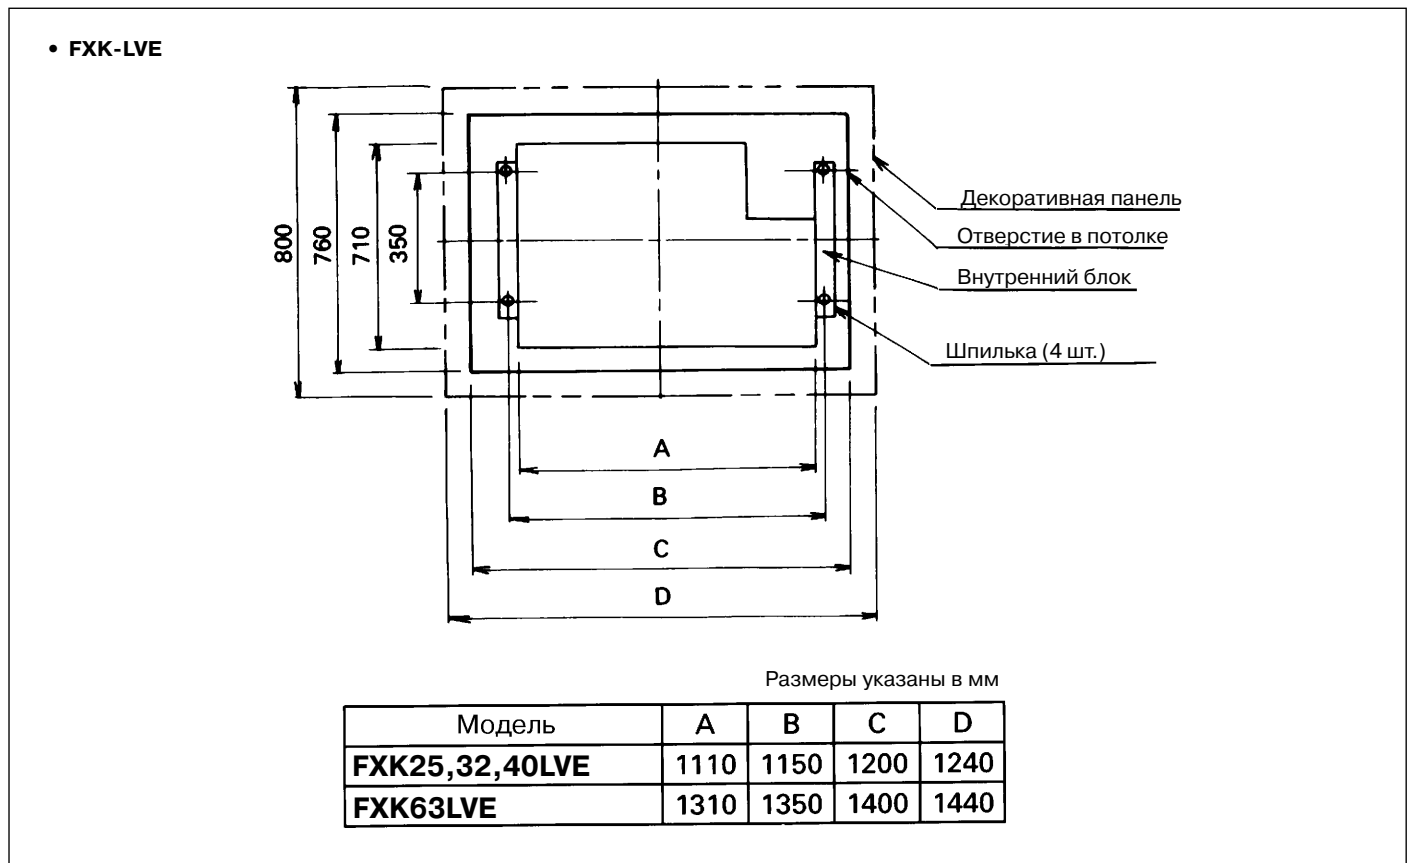 • FXK-LVE
800
760
710
350
Декоративная панель
Отверстие в потолке
Внутренний блок
Шпилька (4 шт.)
A
B
C
D
Размеры указаны в мм
Модель A B C D
FXK25,32,40LVE 1110 1150 1200 1240
FXK63LVE 1310 1350 1400 1440